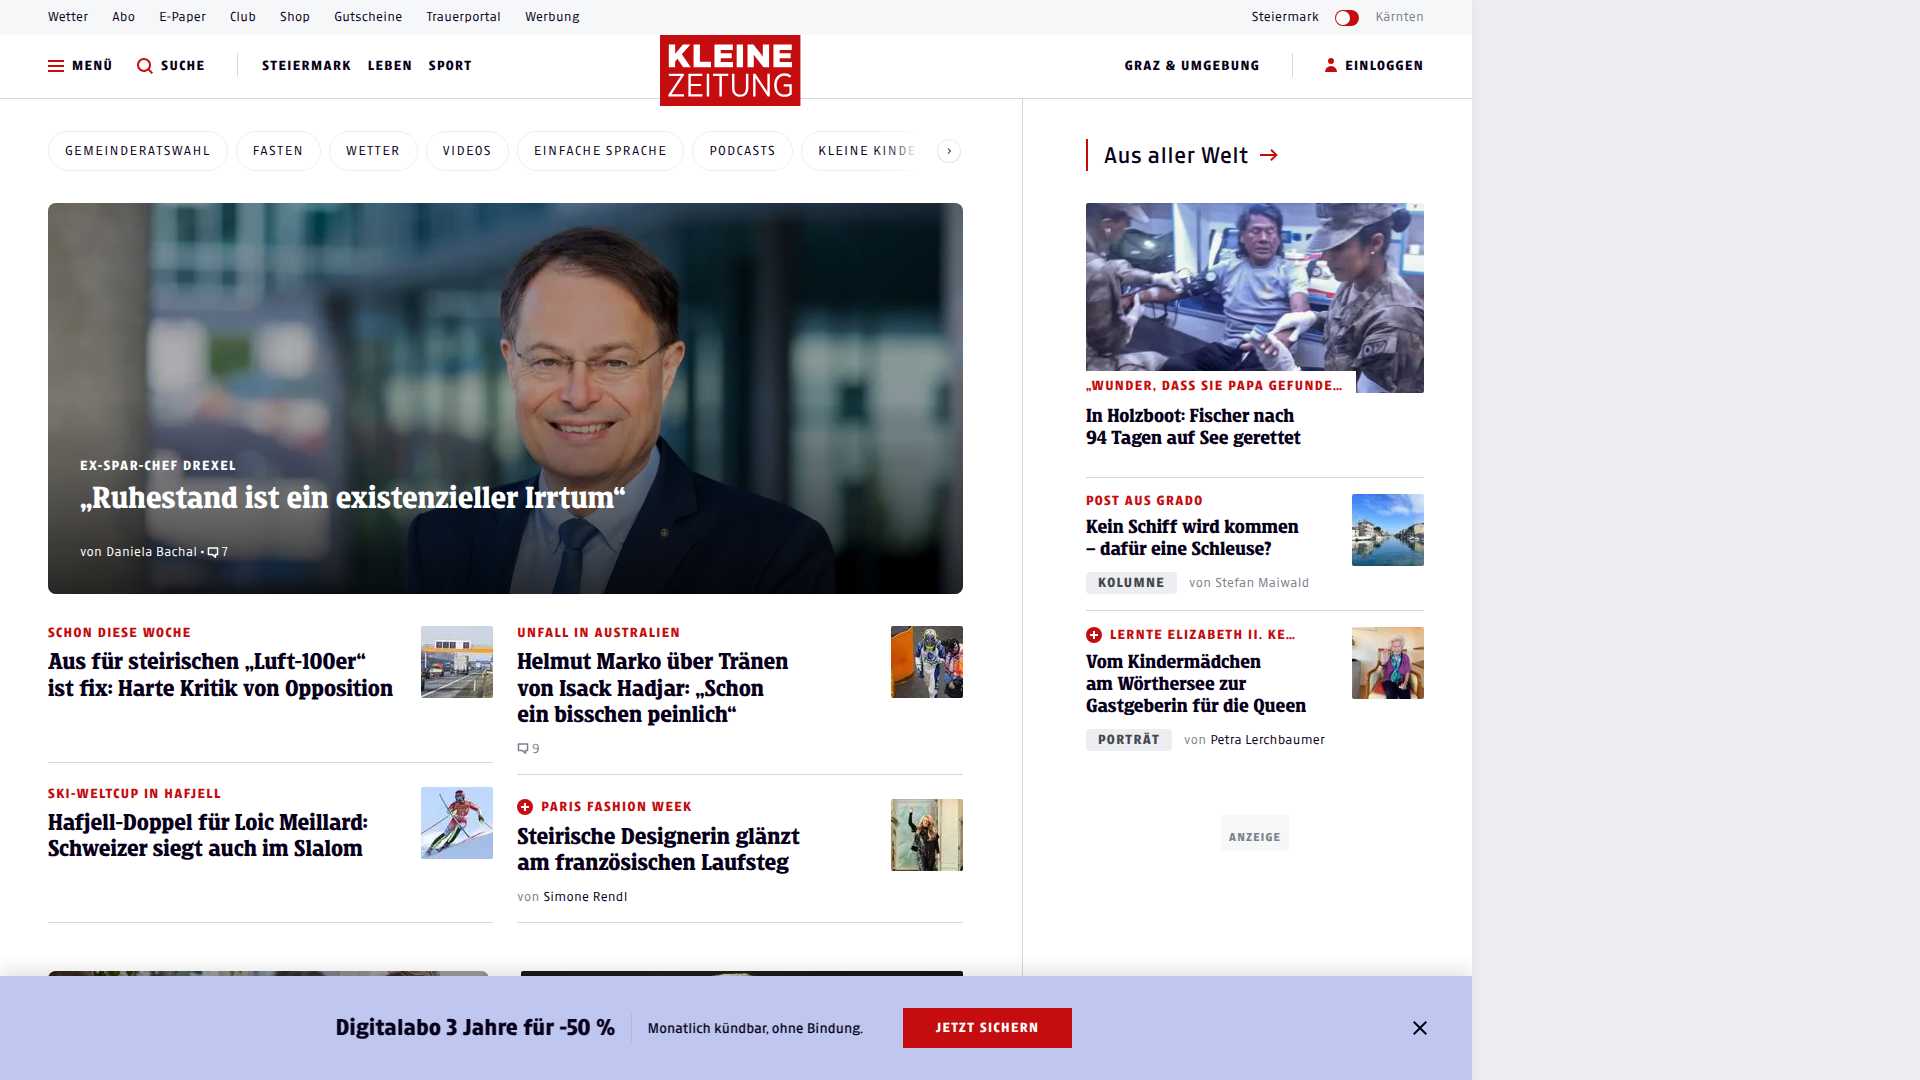 Wetter Abo E-Paper Club Shop Gutscheine Trauerportal Werbung
Steiermark Kärnten
MENÜ SUCHE STEIERMARK LEBEN SPORT
KLEINE
ZEITUNG
GRAZ & UMGEBUNG EINLOGGEN
GEMEINDERATSWAHL FASTEN WETTER VIDEOS EINFACHE SPRACHE PODCASTS KLEINE KINDE
EX-SPAR-CHEF DREXEL
„Ruhestand ist ein existenzieller Irrtum“
von Daniela Bachal • 7
SCHON DIESE WOCHE
Aus für steirischen „Luft-100er“
ist fix: Harte Kritik von Opposition
UNFALL IN AUSTRALIEN
Helmut Marko über Tränen
von Isack Hadjar: „Schon
ein bisschen peinlich“
9
SKI-WELTCUP IN HAFJELL
Hafjell-Doppel für Loic Meillard:
Schweizer siegt auch im Slalom
PARIS FASHION WEEK
Steirische Designerin glänzt
am französischen Laufsteg
von Simone Rendl
Aus aller Welt
„WUNDER, DASS SIE PAPA GEFUNDE...
In Holzboot: Fischer nach
94 Tagen auf See gerettet
POST AUS GRADO
Kein Schiff wird kommen
– dafür eine Schleuse?
KOLUMNE von Stefan Maiwald
LERNTE ELIZABETH II. KE...
Vom Kindermädchen
am Wörthersee zur
Gastgeberin für die Queen
PORTRÄT von Petra Lerchbaumer
ANZEIGE
Digitalabo 3 Jahre für -50 % Monatlich kündbar, ohne Bindung. JETZT SICHERN